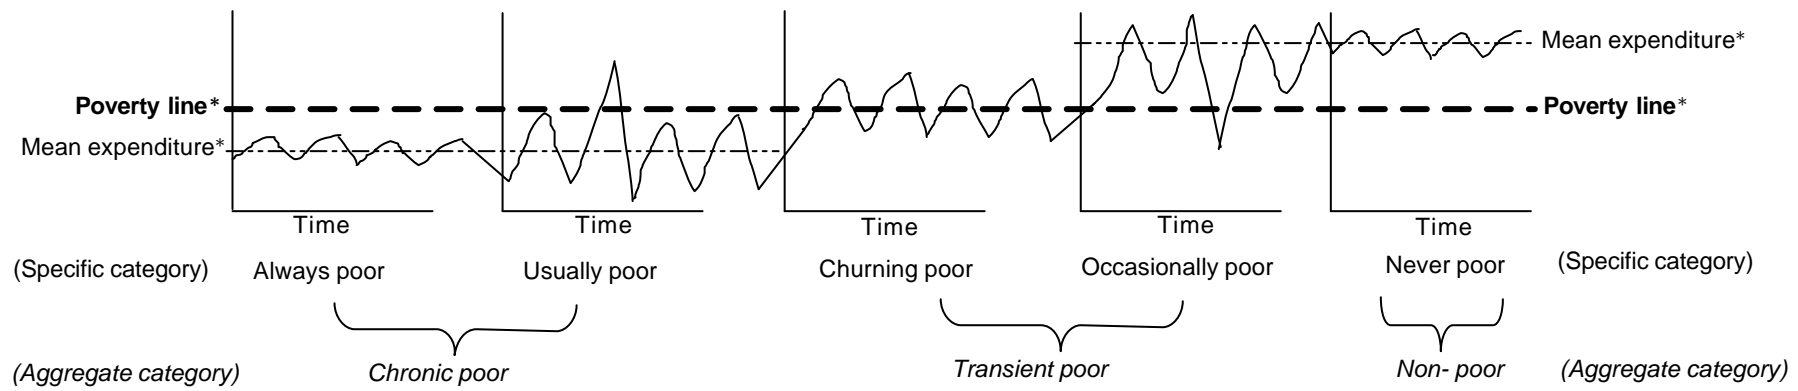 Mean expenditure*
Poverty line*
Poverty line*
Mean expenditure*
Time Time Time Time Time
(Specific category) Always poor Usually poor Churning poor Occasionally poor Never poor (Specific category)
(Aggregate category) Chronic poor Transient poor Non- poor (Aggregate category)